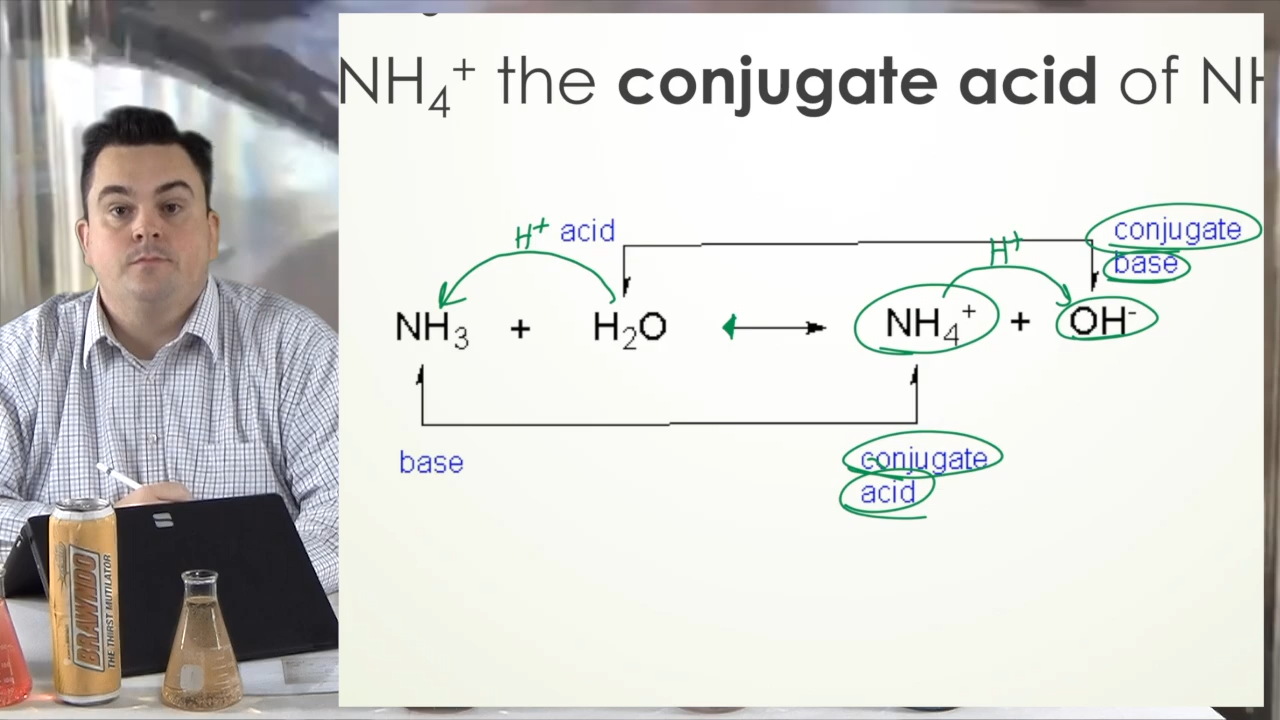 NH₄⁺ the conjugate acid of NH
H⁺ acid
H⁺
conjugate
base
NH₃ + H₂O ↔ NH₄⁺ + OH⁻
base
conjugate
acid
BRAWNDO
THE THIRST MUTILATOR